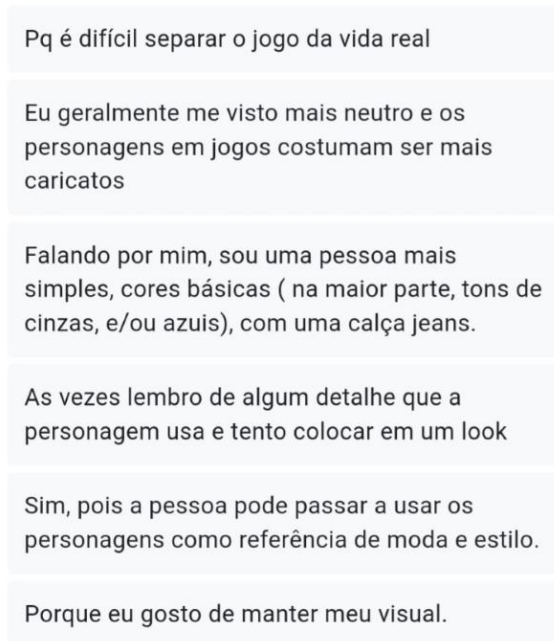 Pq é difícil separar o jogo da vida real
Eu geralmente me visto mais neutro e os
personagens em jogos costumam ser mais
caricatos
Falando por mim, sou uma pessoa mais
simples, cores básicas ( na maior parte, tons de
cinzas, e/ou azuis), com uma calça jeans.
As vezes lembro de algum detalhe que a
personagem usa e tento colocar em um look
Sim, pois a pessoa pode passar a usar os
personagens como referência de moda e estilo.
Porque eu gosto de manter meu visual.